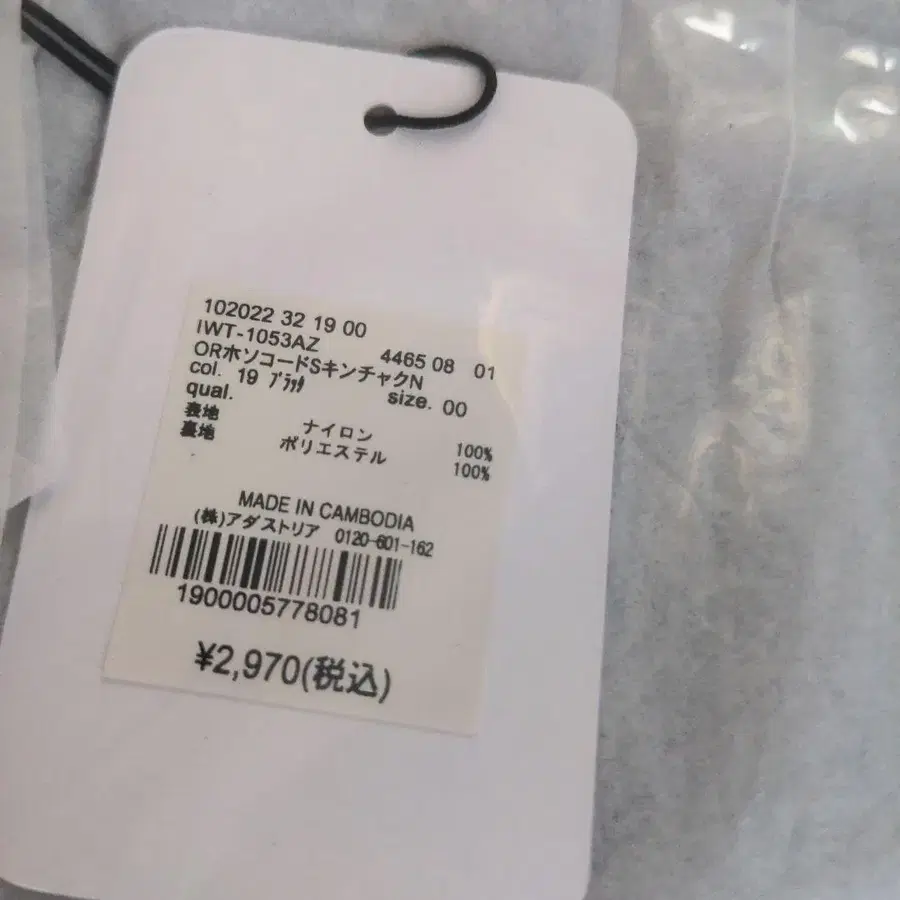 102022 32 19 00
IWT-1053AZ 4465 08 01
ORホソコードSキンチャクN
col. 19 ﾌﾞﾗｯｸ size. 00
qual.
表地 ナイロン 100%
裏地 ポリエステル 100%
MADE IN CAMBODIA
(株)アダストリア 0120-601-162
1900005778081
¥2,970(税込)